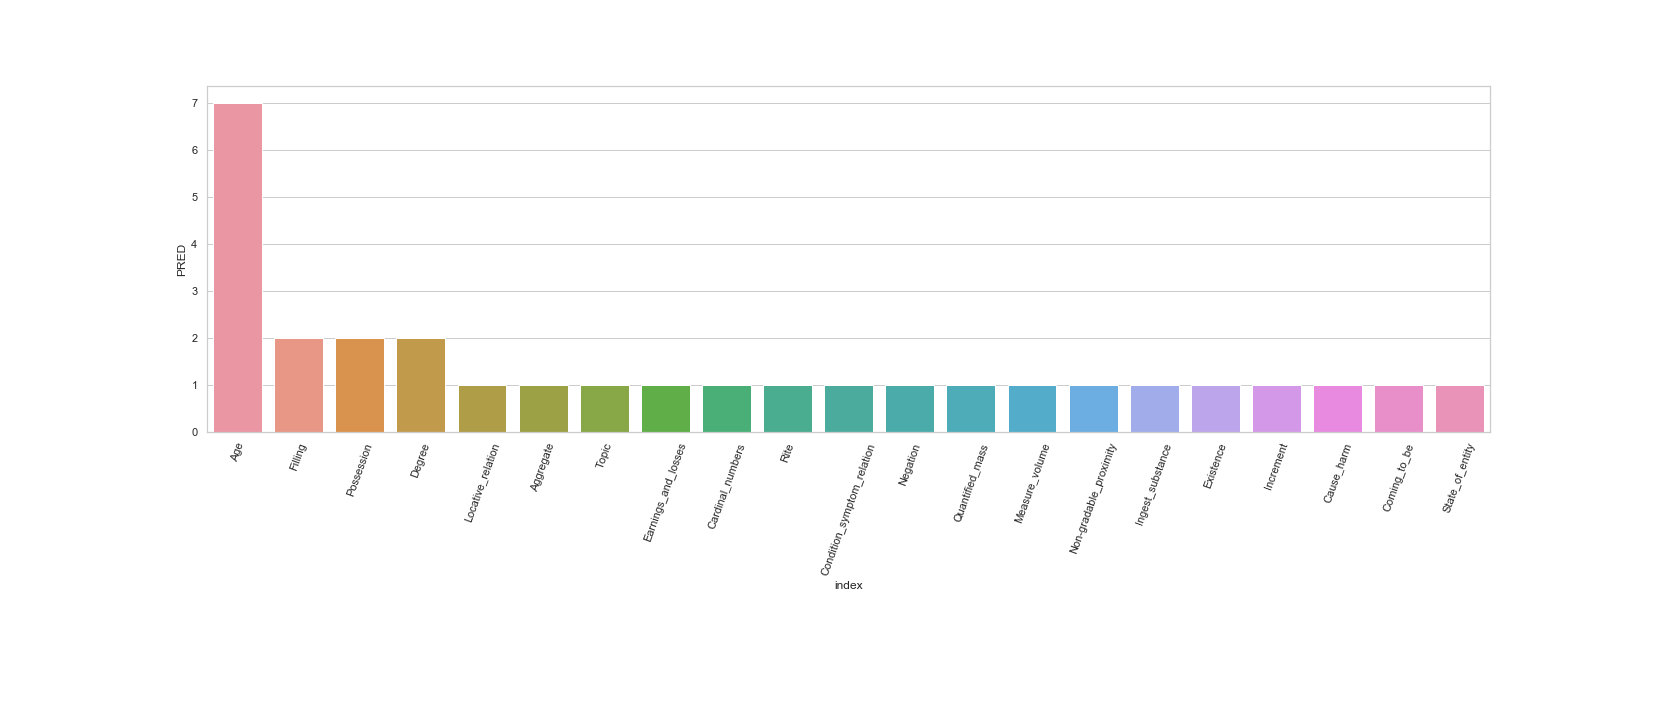 7
6
5
4
3
2
1
0
PRED
Age
Filling
Possession
Degree
Locative_relation
Aggregate
Topic
Earnings_and_losses
Cardinal_numbers
Rite
Condition_symptom_relation
Negation
Quantified_mass
Measure_volume
Non-gradable_proximity
Ingest_substance
Existence
Increment
Cause_harm
Coming_to_be
State_of_entity
index